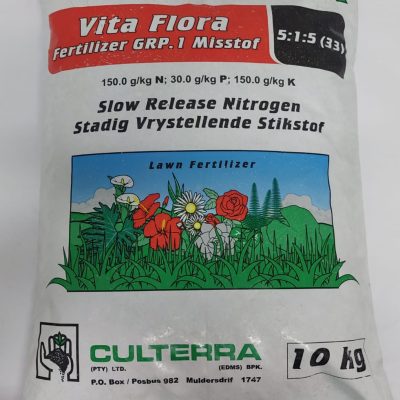 Vita Flora
Fertilizer GRP.1 Misstof
5:1:5 (33)
150.0 g/kg N; 30.0 g/kg P; 150.0 g/kg K
Slow Release Nitrogen
Stadig Vrystellende Stikstof
Lawn Fertilizer
CULTERRA
(PTY) LTD. (EDMS) BPK.
P.O. Box / Posbus 982 Muldersdrif 1747
10 kg